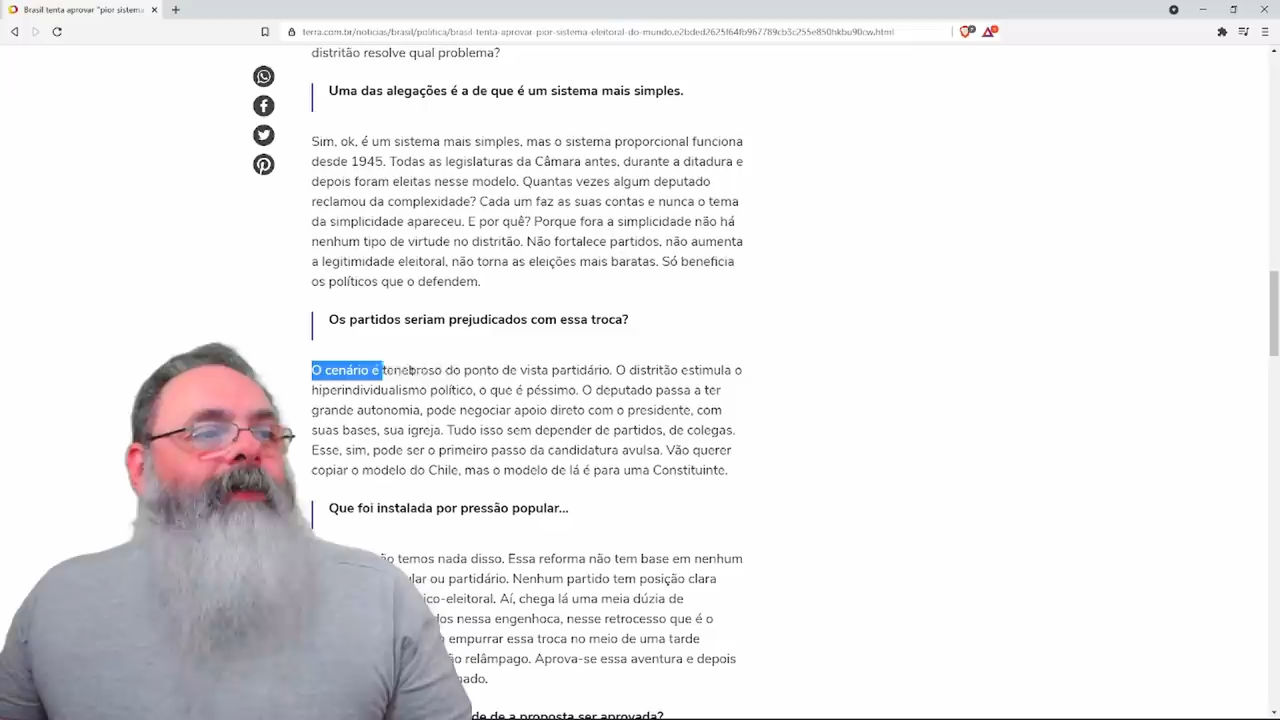 Brasil tenta aprovar "pior sistema
terra.com.br/noticias/brasil/politica/brasil-tenta-aprovar-pior-sistema-eleitoral-do-mundo,e2bded2625f64fb967789cb3c255e850hkbu90cw.html
distritão resolve qual problema?
Uma das alegações é a de que é um sistema mais simples.
Sim, ok, é um sistema mais simples, mas o sistema proporcional funciona
desde 1945. Todas as legislaturas da Câmara antes, durante a ditadura e
depois foram eleitas nesse modelo. Quantas vezes algum deputado
reclamou da complexidade? Cada um faz as suas contas e nunca o tema
da simplicidade apareceu. E por quê? Porque fora a simplicidade não há
nenhum tipo de virtude no distritão. Não fortalece partidos, não aumenta
a legitimidade eleitoral, não torna as eleições mais baratas. Só beneficia
os políticos que o defendem.
Os partidos seriam prejudicados com essa troca?
O cenário é tenebroso do ponto de vista partidário. O distritão estimula o
hiperindividualismo político, o que é péssimo. O deputado passa a ter
grande autonomia, pode negociar apoio direto com o presidente, com
suas bases, sua igreja. Tudo isso sem depender de partidos, de colegas.
Esse, sim, pode ser o primeiro passo da candidatura avulsa. Vão querer
copiar o modelo do Chile, mas o modelo de lá é para uma Constituinte.
Que foi instalada por pressão popular...
ão temos nada disso. Essa reforma não tem base em nenhum
ular ou partidário. Nenhum partido tem posição clara
ico-eleitoral. Aí, chega lá uma meia dúzia de
dos nessa engenhoca, nesse retrocesso que é o
empurrar essa troca no meio de uma tarde
ão relâmpago. Aprova-se essa aventura e depois
nado.
de de a proposta ser aprovada?